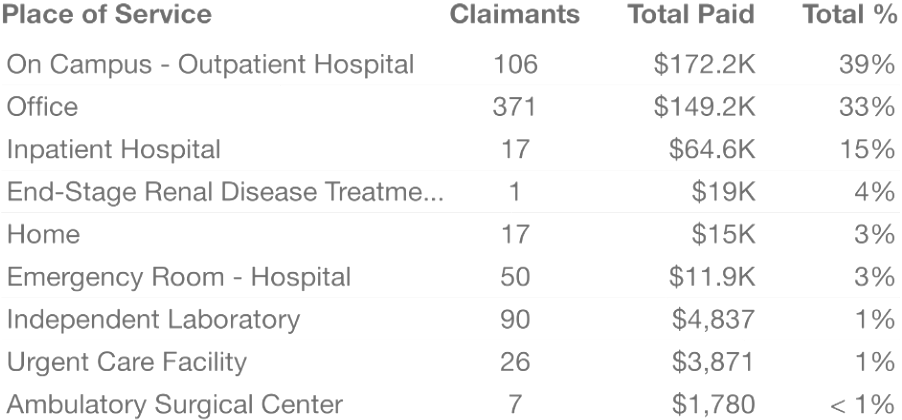 Place of Service Claimants Total Paid Total %
On Campus - Outpatient Hospital 106 $172.2K 39%
Office 371 $149.2K 33%
Inpatient Hospital 17 $64.6K 15%
End-Stage Renal Disease Treatme... 1 $19K 4%
Home 17 $15K 3%
Emergency Room - Hospital 50 $11.9K 3%
Independent Laboratory 90 $4,837 1%
Urgent Care Facility 26 $3,871 1%
Ambulatory Surgical Center 7 $1,780 < 1%